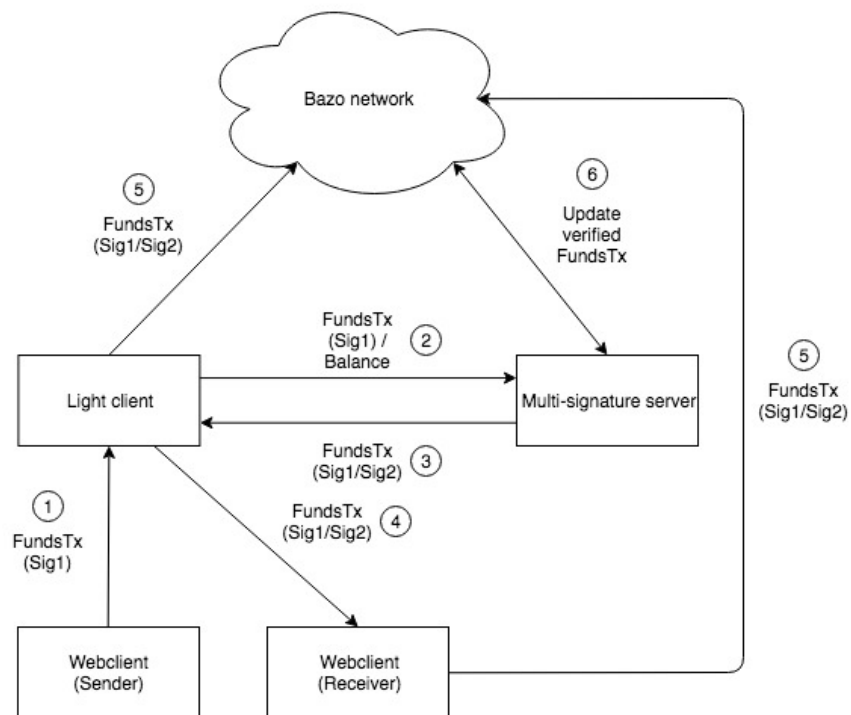 Bazo network
5
FundsTx
(Sig1/Sig2)
6
Update
verified
FundsTx
FundsTx
(Sig1) /
Balance
2
Light client
Multi-signature server
5
FundsTx
(Sig1/Sig2)
FundsTx
(Sig1/Sig2)
3
1
FundsTx
(Sig1)
FundsTx
(Sig1/Sig2)
4
Webclient
(Sender)
Webclient
(Receiver)